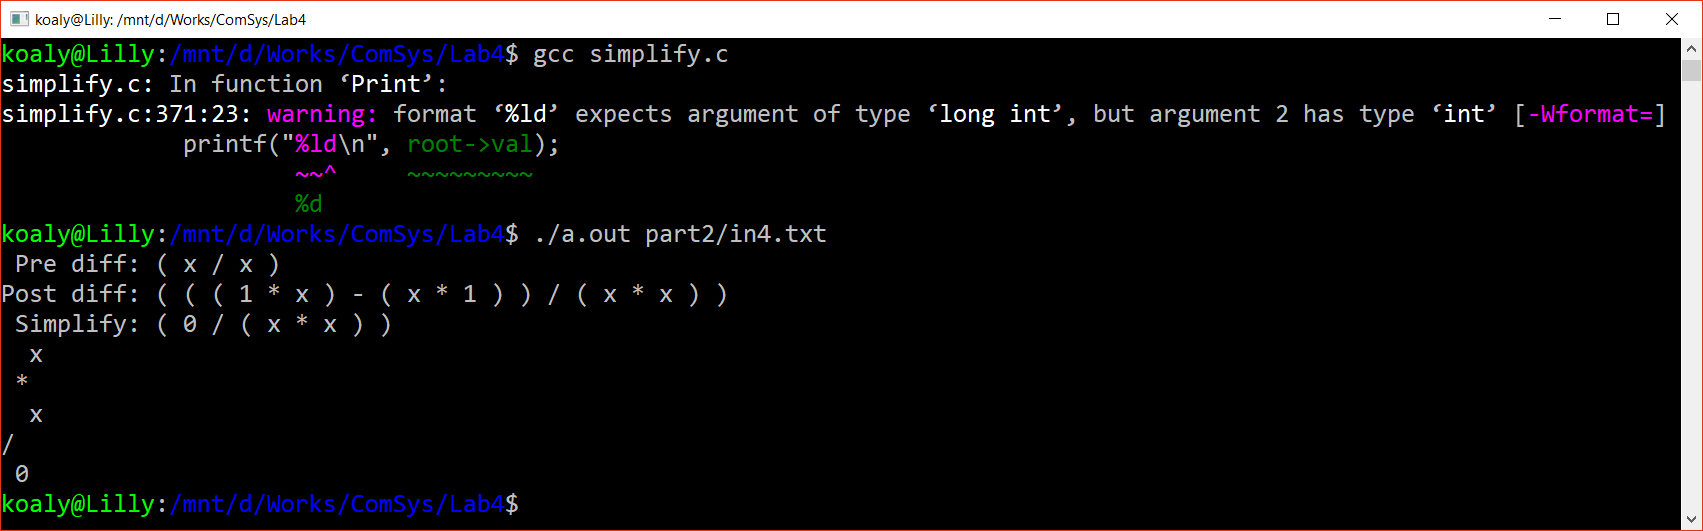 koaly@Lilly: /mnt/d/Works/ComSys/Lab4
koaly@Lilly:/mnt/d/Works/ComSys/Lab4$ gcc simplify.c
simplify.c: In function ‘Print’:
simplify.c:371:23: warning: format ‘%ld’ expects argument of type ‘long int’, but argument 2 has type ‘int’ [-Wformat=]
             printf("%ld\n", root->val);
                     ~~^     ~~~~~~~~~
                     %d
koaly@Lilly:/mnt/d/Works/ComSys/Lab4$ ./a.out part2/in4.txt
 Pre diff: ( x / x )
Post diff: ( ( ( 1 * x ) - ( x * 1 ) ) / ( x * x ) )
 Simplify: ( 0 / ( x * x ) )
  x
 *
  x
/
 0
koaly@Lilly:/mnt/d/Works/ComSys/Lab4$